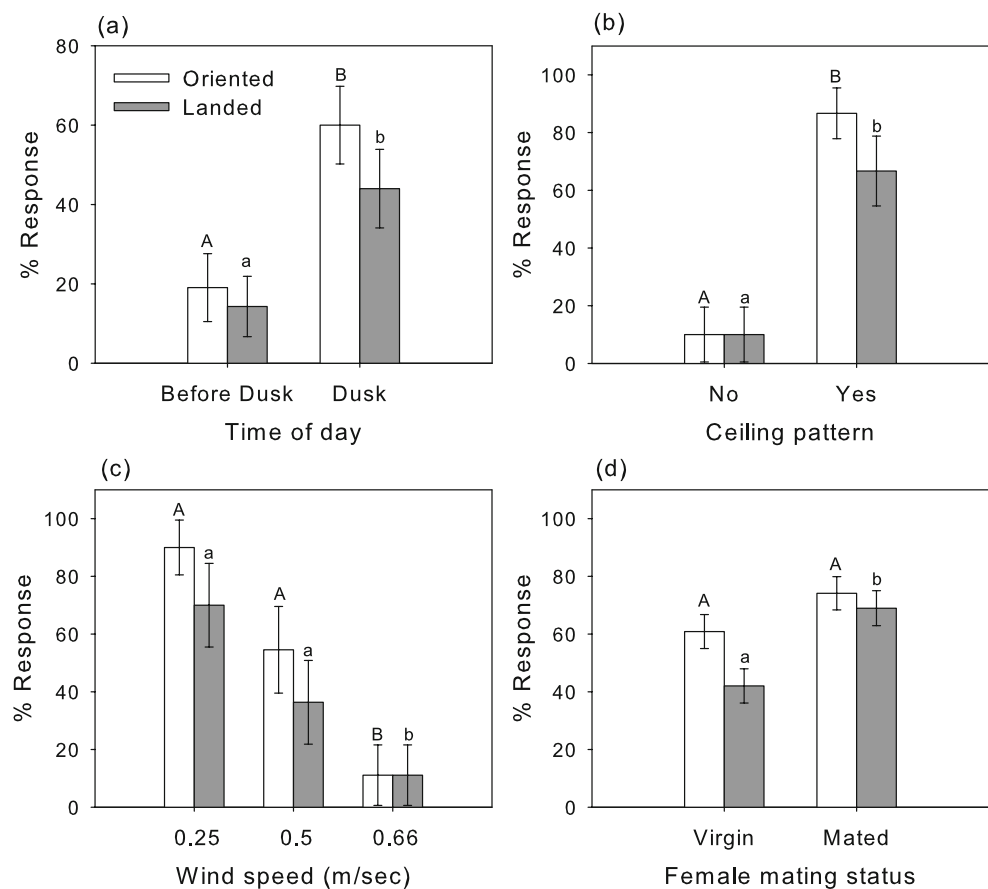 (a)
80
60
40
20
0
% Response
Oriented
Landed
A
a
B
b
Before Dusk
Dusk
Time of day
(b)
100
80
60
40
20
0
% Response
A
a
B
b
No
Yes
Ceiling pattern
(c)
100
80
60
40
20
0
% Response
A
a
A
a
B
b
0.25
0.5
0.66
Wind speed (m/sec)
(d)
100
80
60
40
20
0
% Response
A
a
A
b
Virgin
Mated
Female mating status